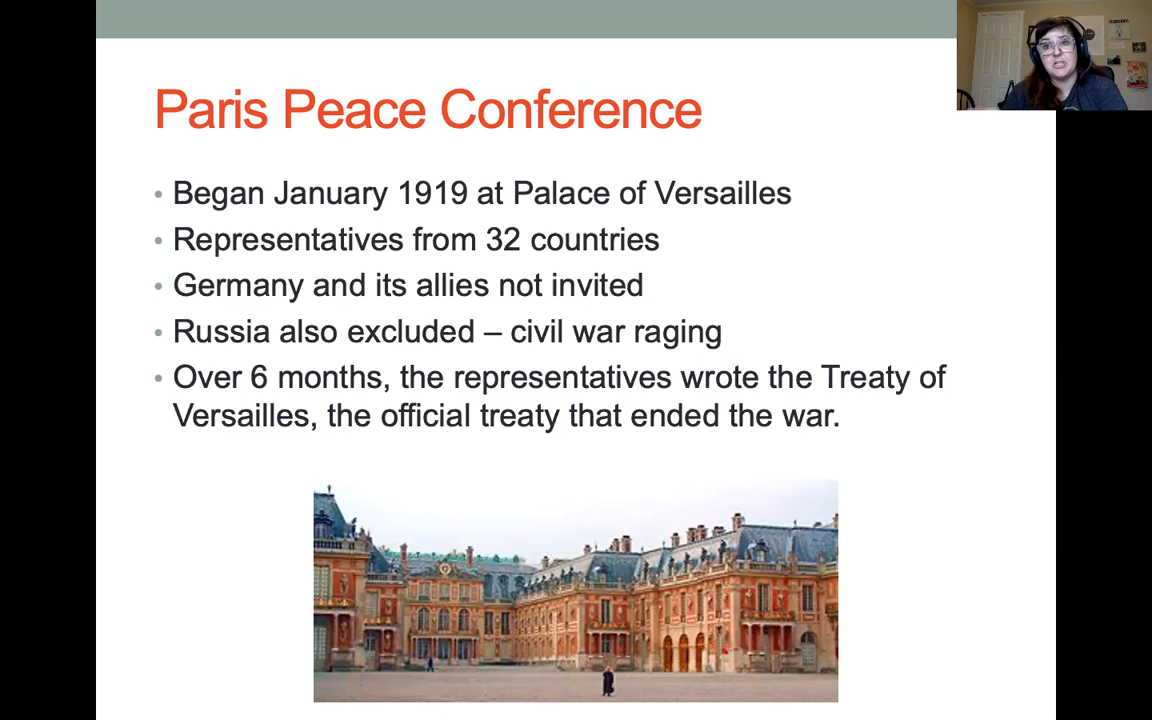 Paris Peace Conference
• Began January 1919 at Palace of Versailles
• Representatives from 32 countries
• Germany and its allies not invited
• Russia also excluded – civil war raging
• Over 6 months, the representatives wrote the Treaty of
Versailles, the official treaty that ended the war.